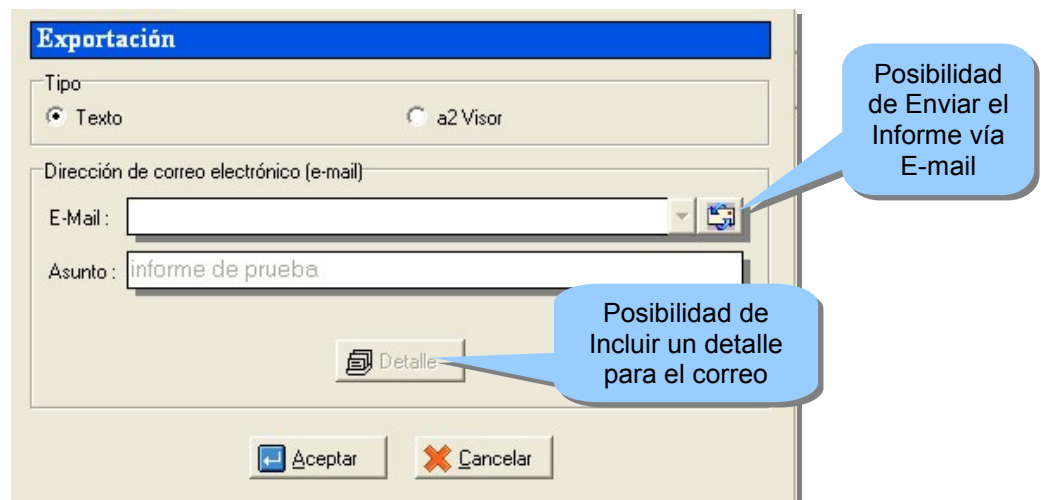 Exportación
Tipo
Texto
a2 Visor
Posibilidad
de Enviar el
Informe vía
E-mail
Dirección de correo electrónico (e-mail)
E-Mail :
Asunto : informe de prueba
Posibilidad de
Incluir un detalle
para el correo
Detalle
Aceptar
Cancelar